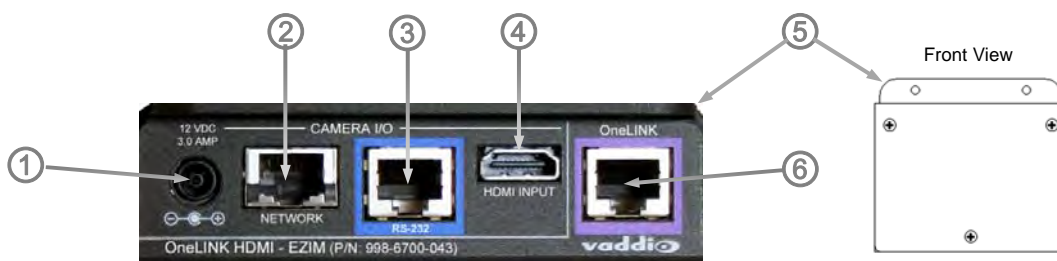 ② ③ ④ ⑤
Front View
12 VDC
3.0 AMP
CAMERA I/O
OneLINK
①
HDMI INPUT
⑥
NETWORK
RS-232
OneLINK HDMI - EZIM (P/N: 998-6700-043)
vaddio